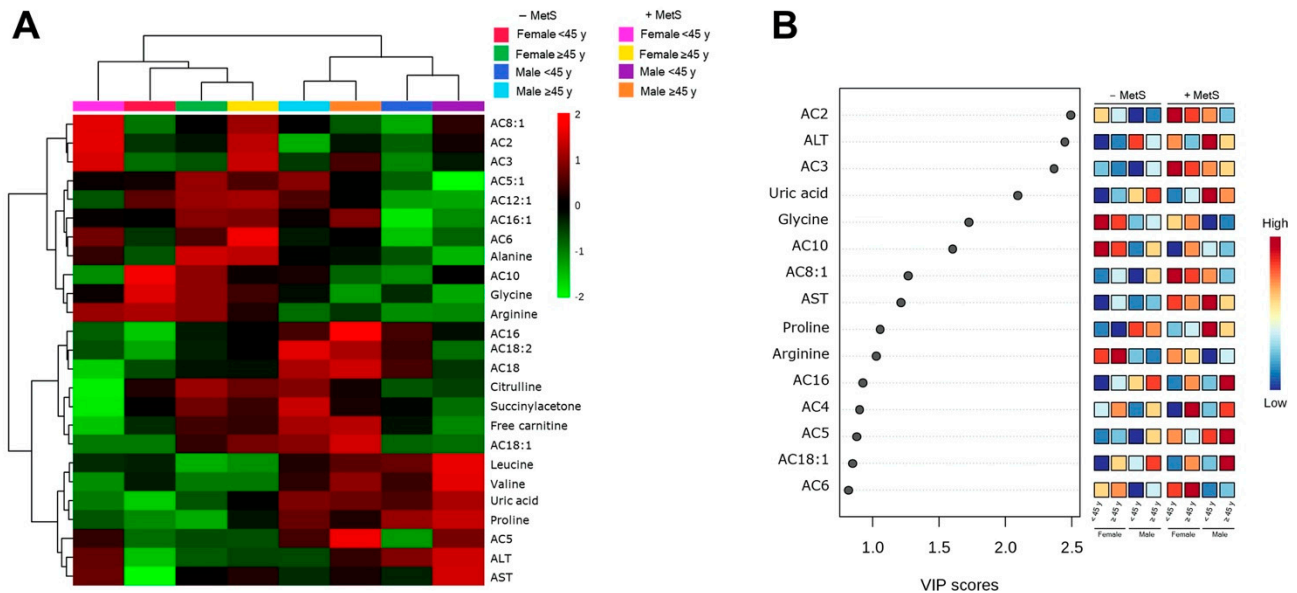 A
– MetS
+ MetS
Female <45 y
Female <45 y
Female ≥45 y
Female ≥45 y
Male <45 y
Male <45 y
Male ≥45 y
Male ≥45 y
AC8:1
AC2
AC3
AC5:1
AC12:1
AC16:1
AC6
Alanine
AC10
Glycine
Arginine
AC16
AC18:2
AC18
Citrulline
Succinylacetone
Free carnitine
AC18:1
Leucine
Valine
Uric acid
Proline
AC5
ALT
AST
2
1
0
-1
-2
B
– MetS
+ MetS
AC2
ALT
AC3
Uric acid
Glycine
AC10
AC8:1
AST
Proline
Arginine
AC16
AC4
AC5
AC18:1
AC6
1.0
1.5
2.0
2.5
VIP scores
High
Low
< 45 y
≥ 45 y
< 45 y
≥ 45 y
< 45 y
≥ 45 y
< 45 y
≥ 45 y
Female
Male
Female
Male